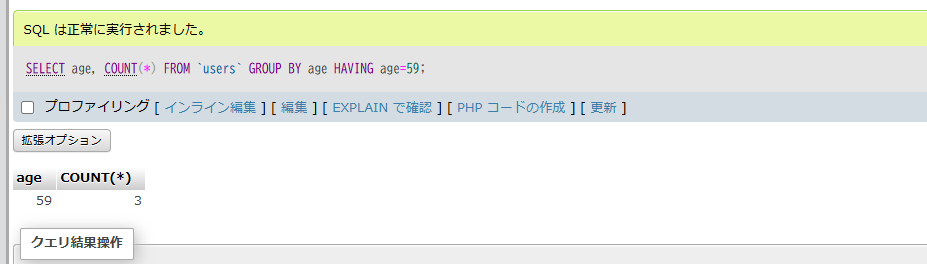 SQL は正常に実行されました。
SELECT age, COUNT(*) FROM `users` GROUP BY age HAVING age=59;
プロファイリング [ インライン編集 ] [ 編集 ] [ EXPLAIN で確認 ] [ PHP コードの作成 ] [ 更新 ]
拡張オプション
age COUNT(*)
59 3
クエリ結果操作